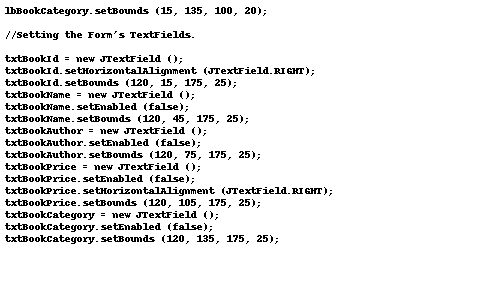 lbBookCategory.setBounds (15, 135, 100, 20);
//Setting the Form's TextFields.
txtBookId = new JTextField ();
txtBookId.setHorizontalAlignment (JTextField.RIGHT);
txtBookId.setBounds (120, 15, 175, 25);
txtBookName = new JTextField ();
txtBookName.setEnabled (false);
txtBookName.setBounds (120, 45, 175, 25);
txtBookAuthor = new JTextField ();
txtBookAuthor.setEnabled (false);
txtBookAuthor.setBounds (120, 75, 175, 25);
txtBookPrice = new JTextField ();
txtBookPrice.setEnabled (false);
txtBookPrice.setHorizontalAlignment (JTextField.RIGHT);
txtBookPrice.setBounds (120, 105, 175, 25);
txtBookCategory = new JTextField ();
txtBookCategory.setEnabled (false);
txtBookCategory.setBounds (120, 135, 175, 25);